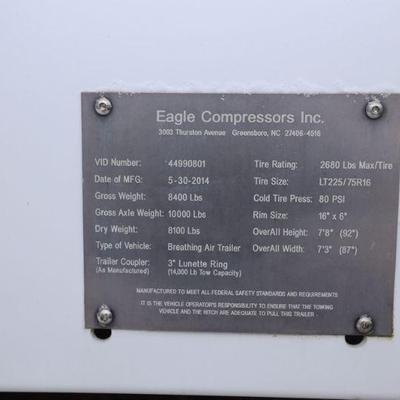 Eagle Compressors Inc.
3003 Thurston Avenue Greensboro, NC 27406-4516
VID Number: 44990801 Tire Rating: 2680 Lbs Max/Tire
Date of MFG: 5-30-2014 Tire Size: LT225/75R16
Gross Weight: 8400 Lbs Cold Tire Press: 80 PSI
Gross Axle Weight: 10000 Lbs Rim Size: 16" x 6"
Dry Weight: 8100 Lbs OverAll Height: 7'8" (92")
Type of Vehicle: Breathing Air Trailer OverAll Width: 7'3" (87")
Trailer Coupler: 3" Lunette Ring
(As Manufactured) (14,000 Lb Tow Capacity)
MANUFACTURED TO MEET ALL FEDERAL SAFETY STANDARDS AND REQUIREMENTS
IT IS THE VEHICLE OPERATOR'S RESPONSIBILITY TO ENSURE THAT THE TOWING
VEHICLE AND THE HITCH ARE ADEQUATE TO PULL THIS TRAILER